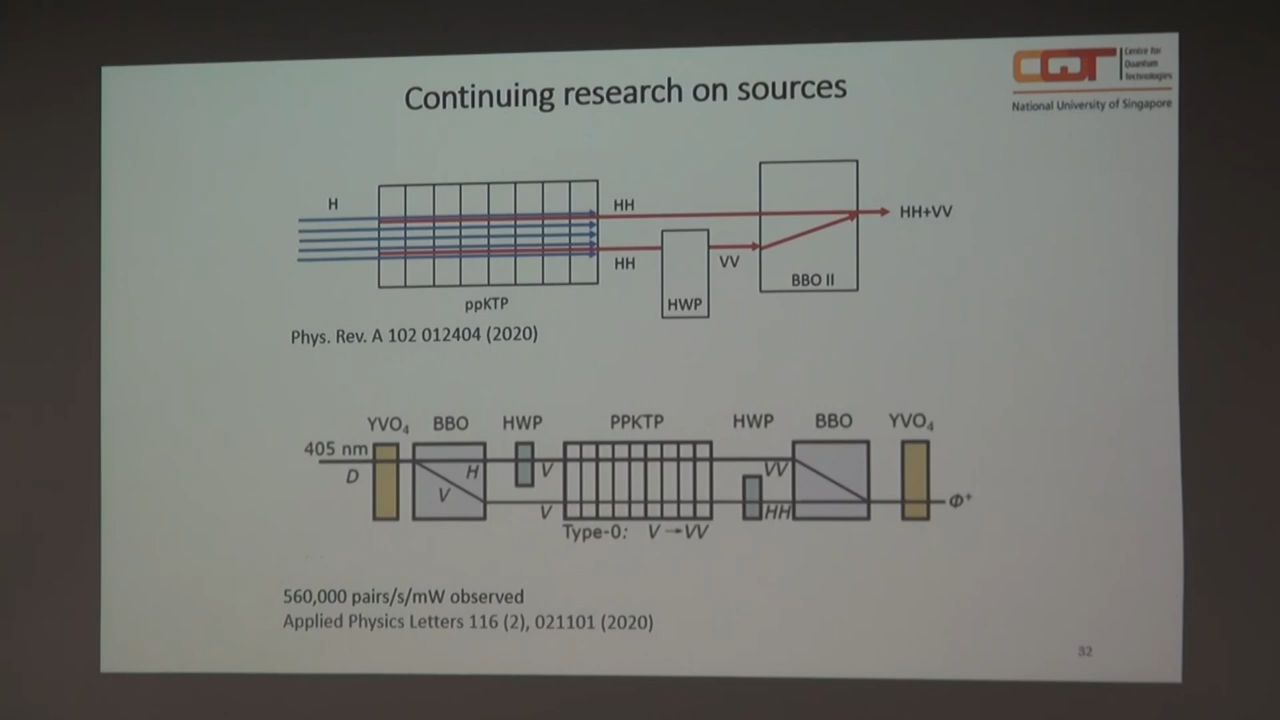 Continuing research on sources
CQT
Centre for
Quantum
Technologies
National University of Singapore
H
HH
HH+VV
HH
VV
BBO II
HWP
ppKTP
Phys. Rev. A 102 012404 (2020)
YVO4 BBO HWP PPKTP HWP BBO YVO4
405 nm
D
H
V
V
V
VV
HH
Φ+
Type-0: V→VV
560,000 pairs/s/mW observed
Applied Physics Letters 116 (2), 021101 (2020)
32